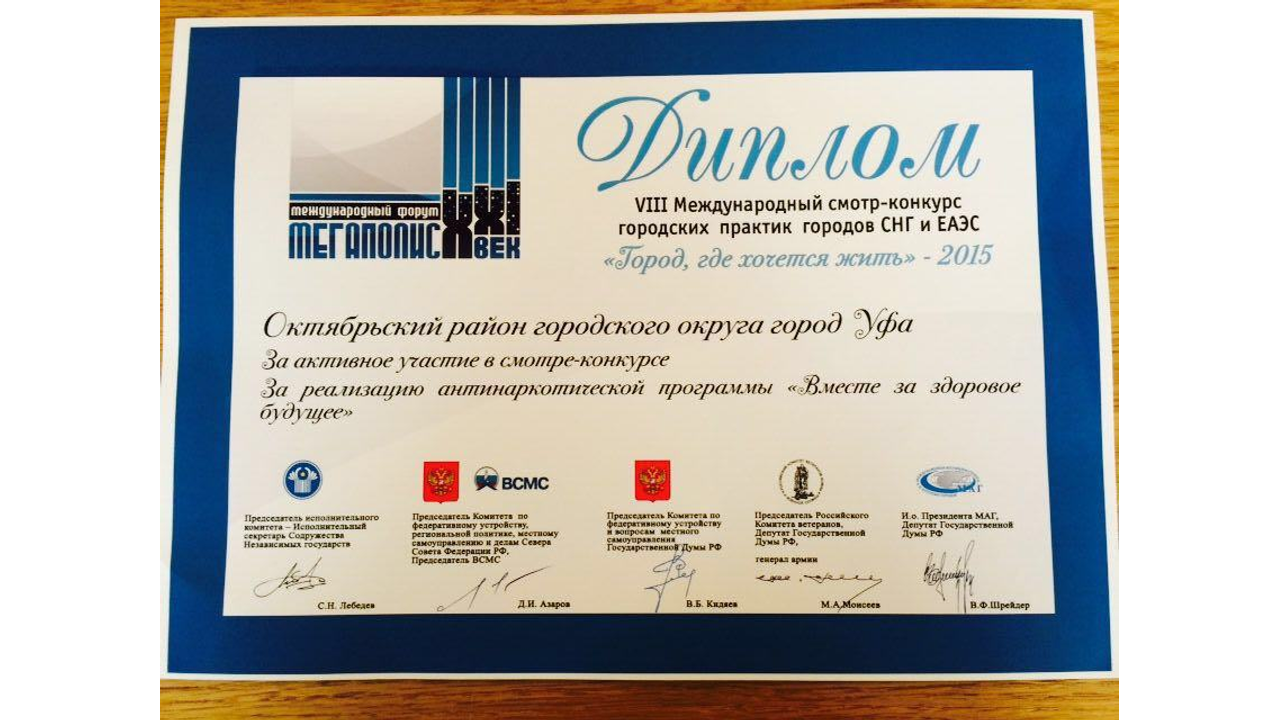 международный форум
МЕГАПОЛИС XXI ВЕК
Диплом
VIII Международный смотр-конкурс
городских практик городов СНГ и ЕАЭС
«Город, где хочется жить» - 2015
Октябрьский район городского округа город Уфа
За активное участие в смотре-конкурсе
За реализацию антинаркотической программы «Вместе за здоровое
будущее»
ВСМС
МАГ
Председатель исполнительного
комитета – Исполнительный
секретарь Содружества
Независимых государств
С.Н. Лебедев
Председатель Комитета по
федеративному устройству,
региональной политике, местному
самоуправлению и делам Севера
Совета Федерации РФ,
Председатель ВСМС
Д.И. Азаров
Председатель Комитета по
федеративному устройству
и вопросам местного
самоуправления
Государственной Думы РФ
В.Б. Кидяев
Председатель Российского
Комитета ветеранов,
Депутат Государственной
Думы РФ,
генерал армии
М.А.Моисеев
И.о. Президента МАГ,
Депутат Государственной
Думы РФ
В.Ф.Шрейдер